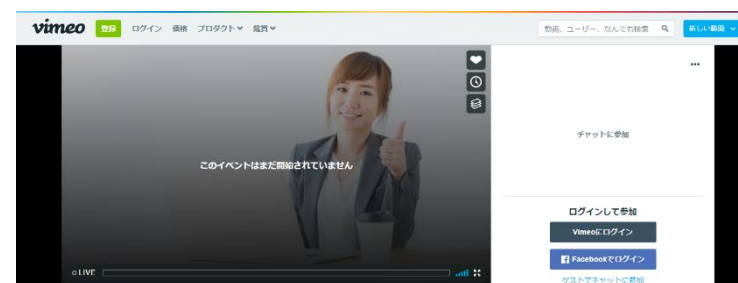 vimeo 登録 ログイン 価格 プロダクト 鑑賞 動画、ユーザー、なんでも検索 新しい動画
チャットに参加
このイベントはまだ開始されていません
ログインして参加
Vimeoにログイン
Facebookでログイン
LIVE
ゲストでチャットに参加